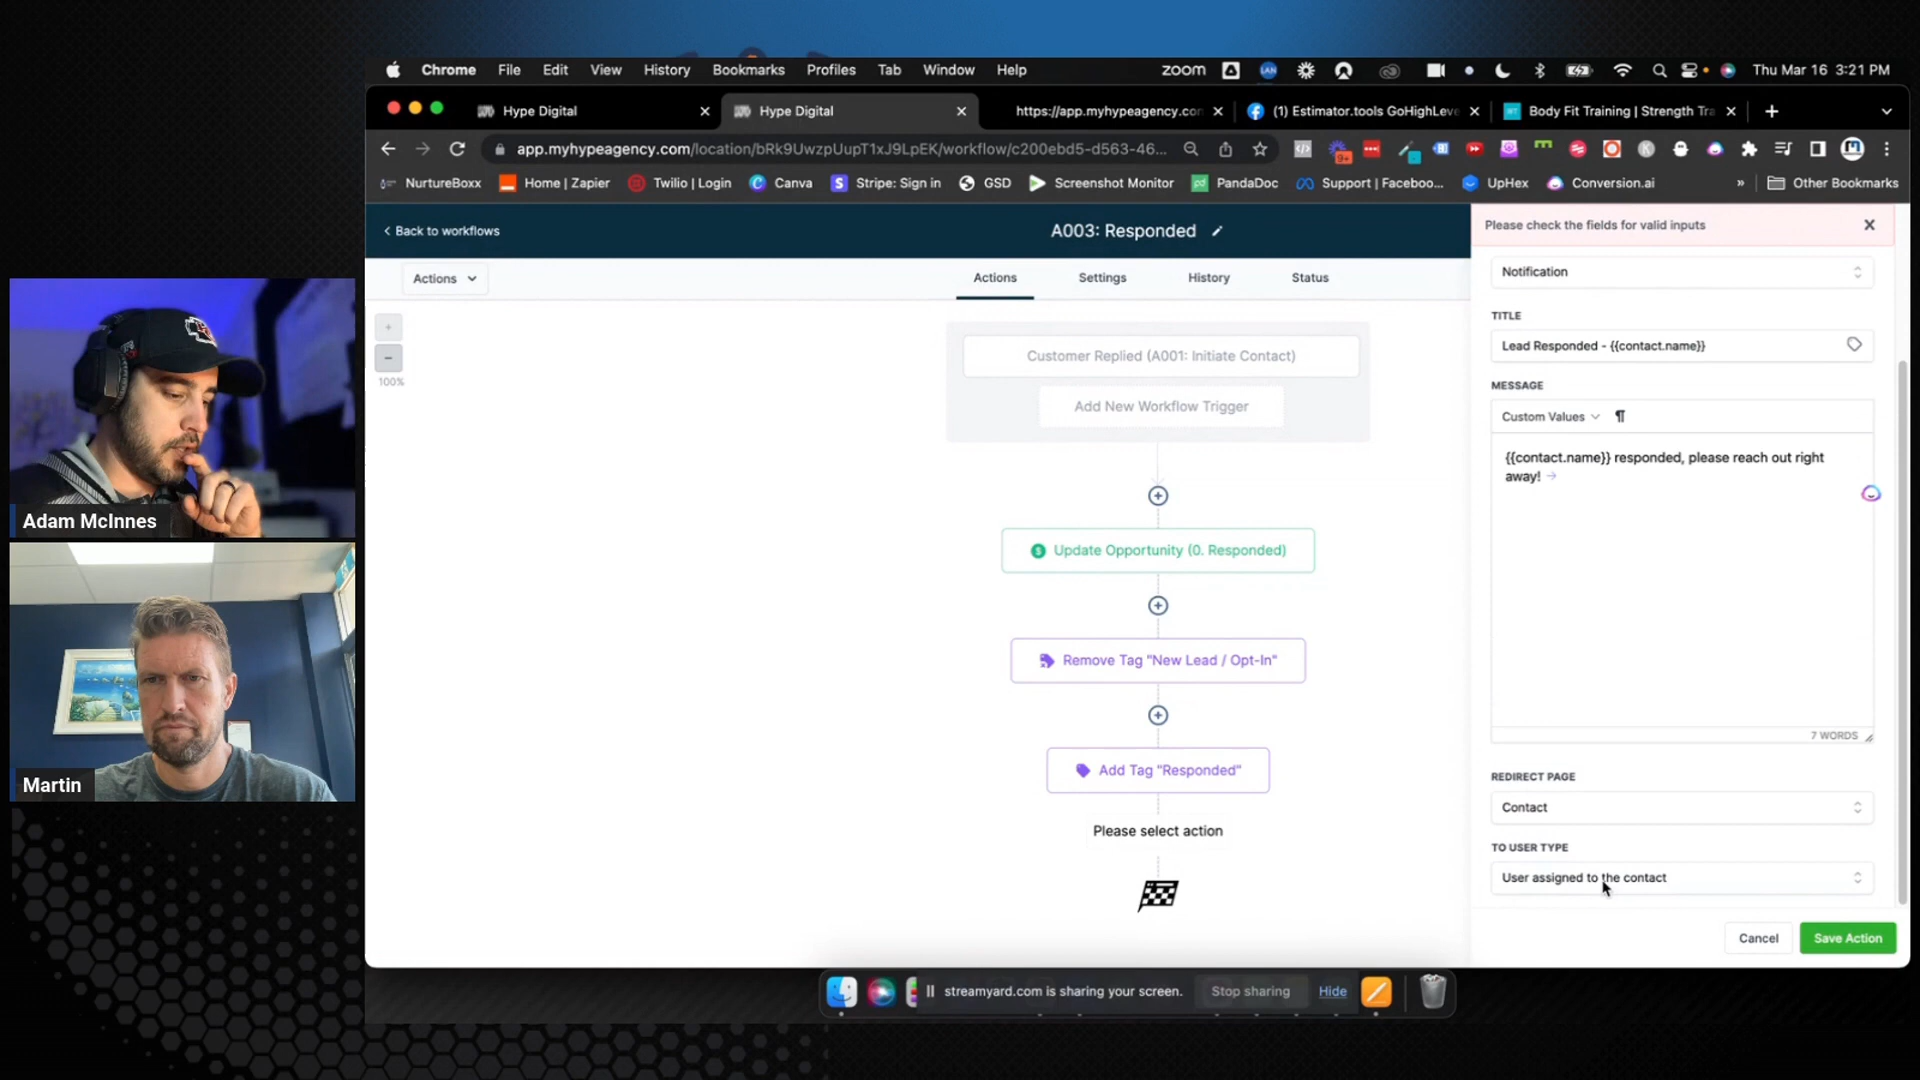 Chrome File Edit View History Bookmarks Profiles Tab Window Help
zoom LAN Thu Mar 16 3:21 PM
Hype Digital
Hype Digital
https://app.myhypeagency.con
(1) Estimator.tools GoHighLeve
Body Fit Training | Strength Tra
app.myhypeagency.com/location/bRk9UwzpUupT1xJ9LpEK/workflow/c200ebd5-d563-46...
9+
NurtureBoxx Home | Zapier Twilio | Login Canva Stripe: Sign in GSD Screenshot Monitor PandaDoc Support | Faceboo... UpHex Conversion.ai » Other Bookmarks
Back to workflows
A003: Responded
Actions
Actions Settings History Status
100%
Customer Replied (A001: Initiate Contact)
Add New Workflow Trigger
Update Opportunity (0. Responded)
Remove Tag "New Lead / Opt-In"
Add Tag "Responded"
Please select action
Please check the fields for valid inputs
Notification
TITLE
Lead Responded - {{contact.name}}
MESSAGE
Custom Values
{{contact.name}} responded, please reach out right
away!
7 WORDS
REDIRECT PAGE
Contact
TO USER TYPE
User assigned to the contact
Cancel Save Action
streamyard.com is sharing your screen. Stop sharing Hide
Adam McInnes
Martin